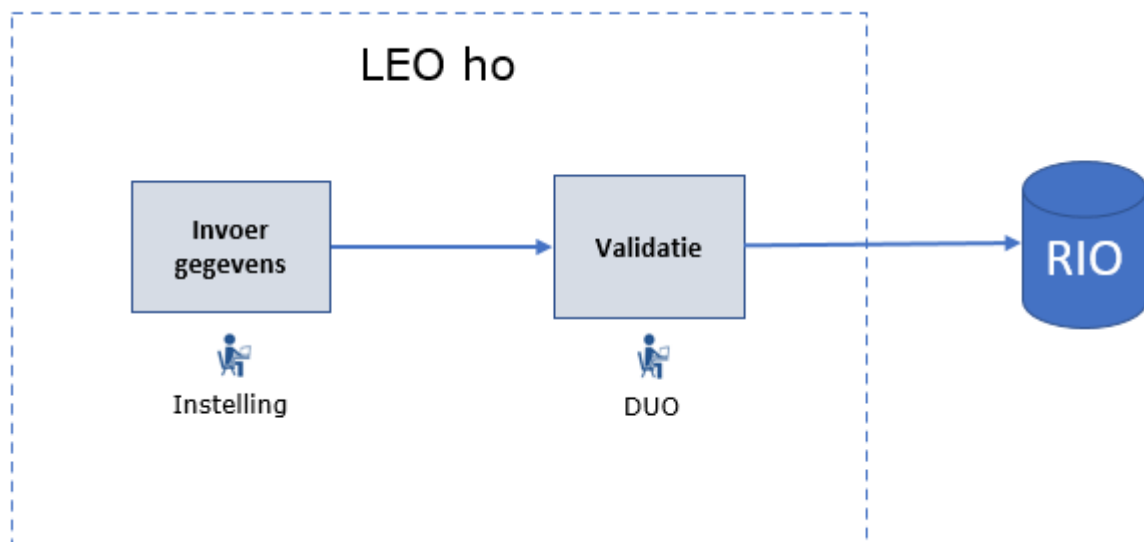 LEO ho
Invoer
gegevens
Validatie
RIO
Instelling
DUO